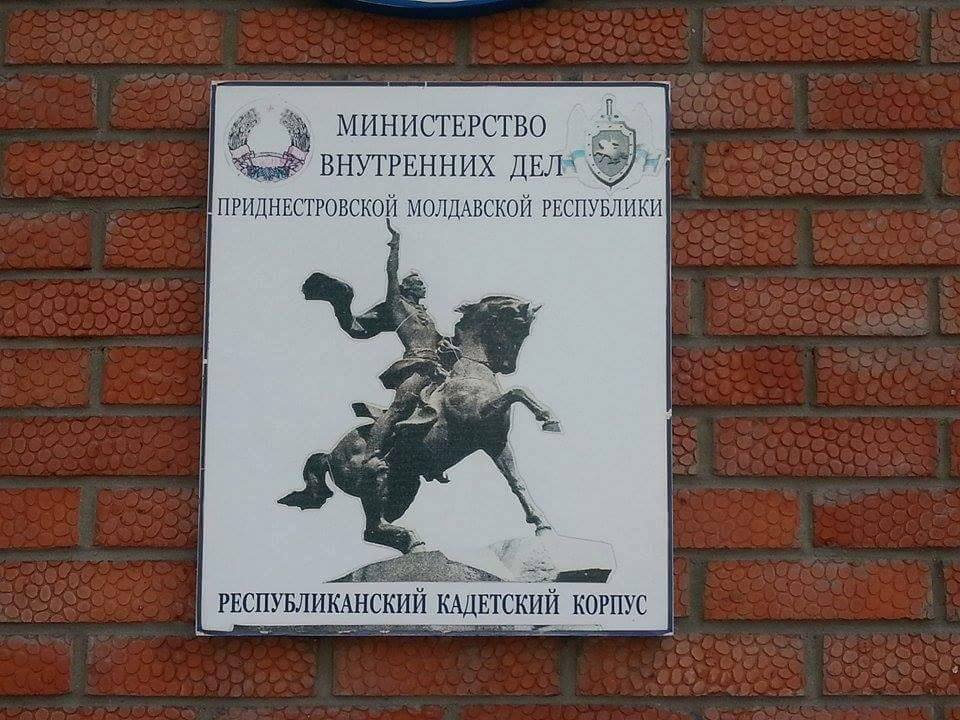 МИНИСТЕРСТВО
ВНУТРЕННИХ ДЕЛ
ПРИДНЕСТРОВСКОЙ МОЛДАВСКОЙ РЕСПУБЛИКИ
РЕСПУБЛИКАНСКИЙ КАДЕТСКИЙ КОРПУС